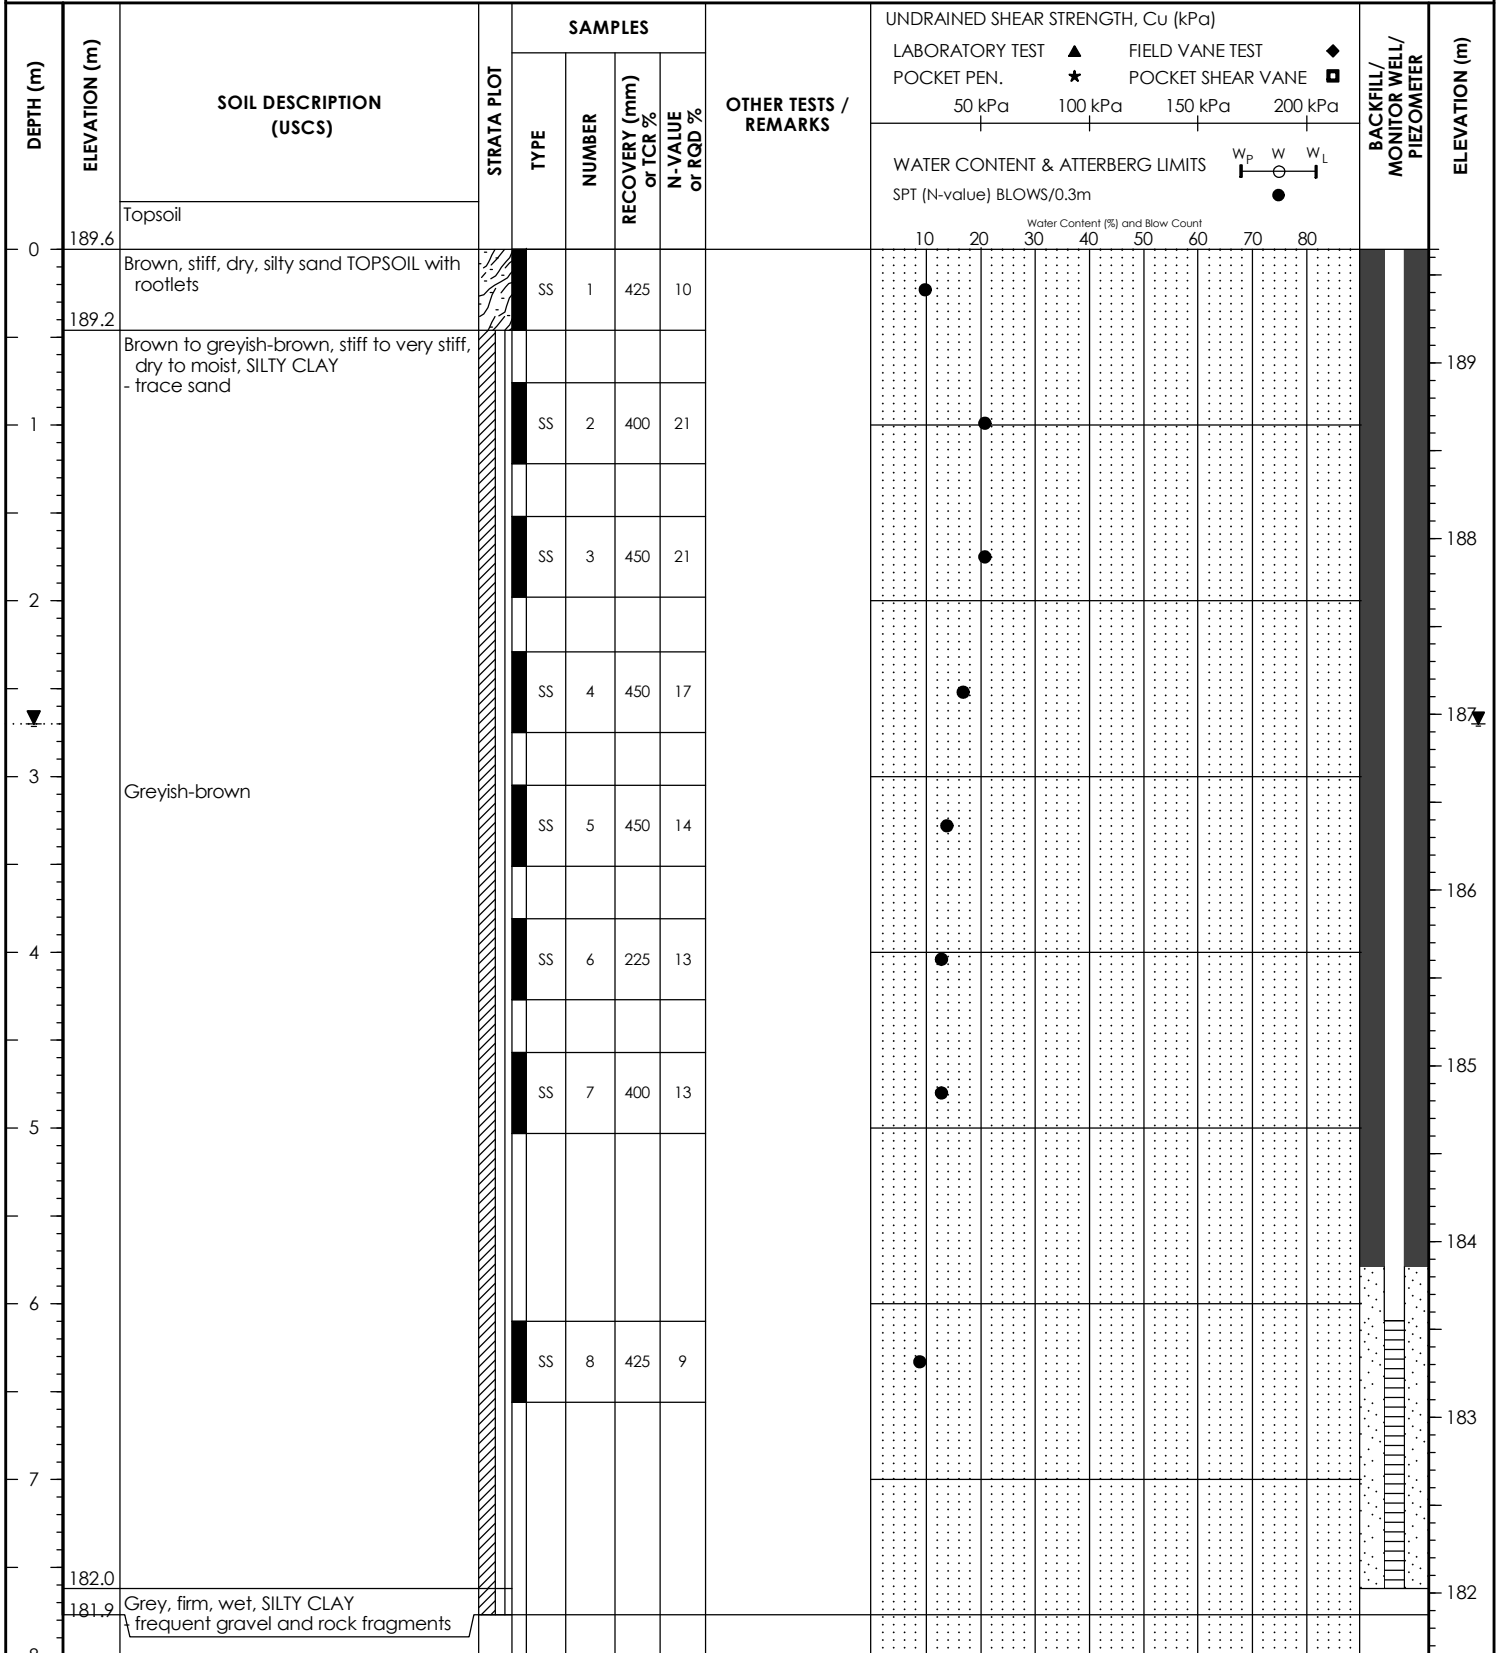 DEPTH (m)
ELEVATION (m)
SOIL DESCRIPTION
(USCS)
STRATA PLOT
SAMPLES
TYPE
NUMBER
RECOVERY (mm)
or TCR %
N-VALUE
or RQD %
OTHER TESTS /
REMARKS
UNDRAINED SHEAR STRENGTH, Cu (kPa)
LABORATORY TEST FIELD VANE TEST
POCKET PEN. POCKET SHEAR VANE
50 kPa 100 kPa 150 kPa 200 kPa
WATER CONTENT & ATTERBERG LIMITS WP W WL
SPT (N-value) BLOWS/0.3m
Water Content (%) and Blow Count
10 20 30 40 50 60 70 80
BACKFILL/
MONITOR WELL/
PIEZOMETER
ELEVATION (m)
Topsoil
0 189.6
Brown, stiff, dry, silty sand TOPSOIL with
rootlets
SS 1 425 10
189.2
Brown to greyish-brown, stiff to very stiff,
dry to moist, SILTY CLAY
- trace sand
189
1 SS 2 400 21
188
SS 3 450 21
2
SS 4 450 17
187
3
Greyish-brown
SS 5 450 14
186
4 SS 6 225 13
185
SS 7 400 13
5
184
6
SS 8 425 9
183
7
182.0
182
Grey, firm, wet, SILTY CLAY
181.9
- frequent gravel and rock fragments